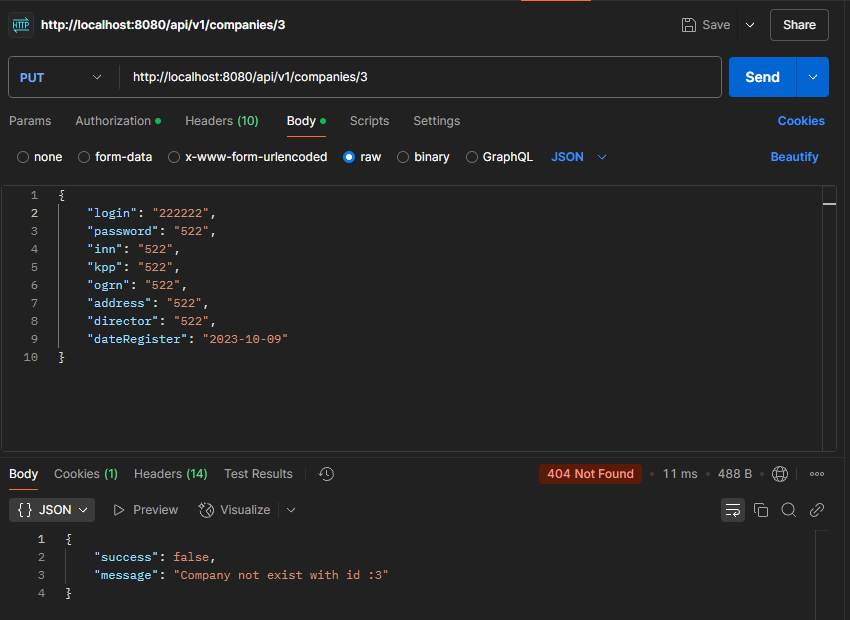 HTTP http://localhost:8080/api/v1/companies/3 Save Share
PUT http://localhost:8080/api/v1/companies/3 Send
Params Authorization Headers (10) Body Scripts Settings Cookies
none form-data x-www-form-urlencoded raw binary GraphQL JSON Beautify
1 {
2 "login": "222222",
3 "password": "522",
4 "inn": "522",
5 "kpp": "522",
6 "ogrn": "522",
7 "address": "522",
8 "director": "522",
9 "dateRegister": "2023-10-09"
10 }
Body Cookies (1) Headers (14) Test Results 404 Not Found 11 ms 488 B
{} JSON Preview Visualize
1 {
2 "success": false,
3 "message": "Company not exist with id :3"
4 }